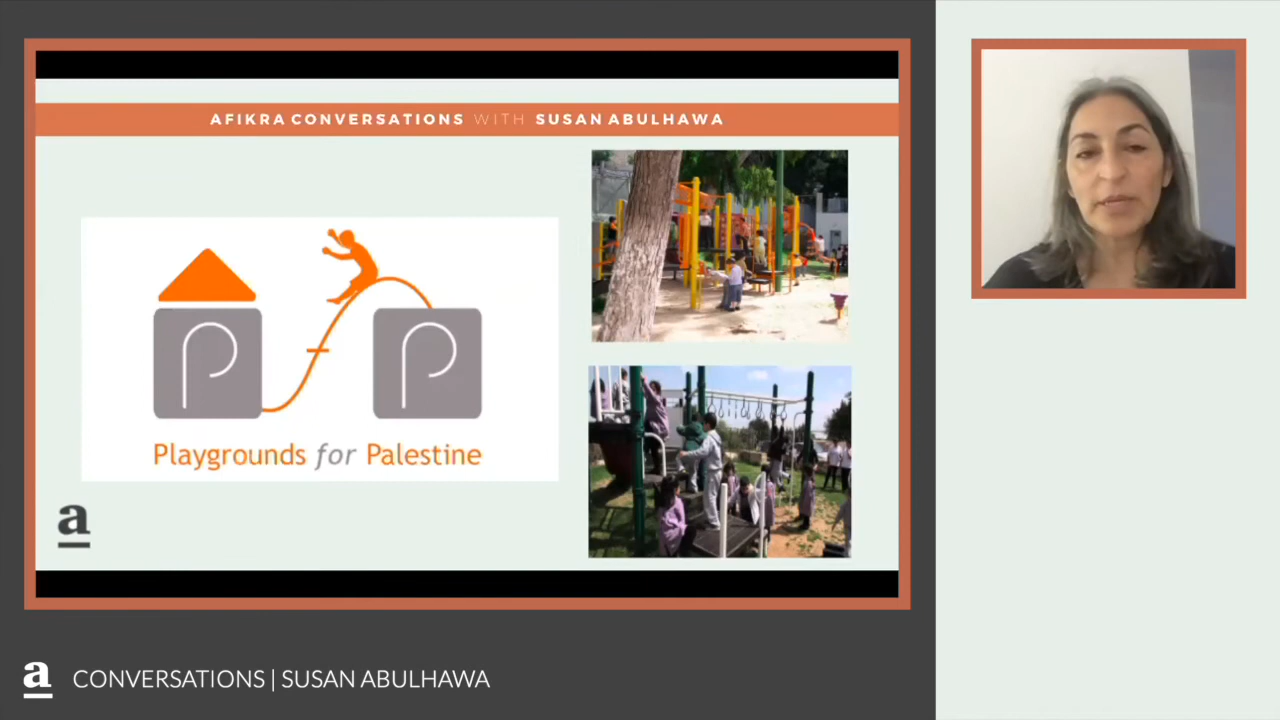 AFIKRA CONVERSATIONS WITH SUSAN ABULHAWA
P P
Playgrounds for Palestine
a
a CONVERSATIONS | SUSAN ABULHAWA